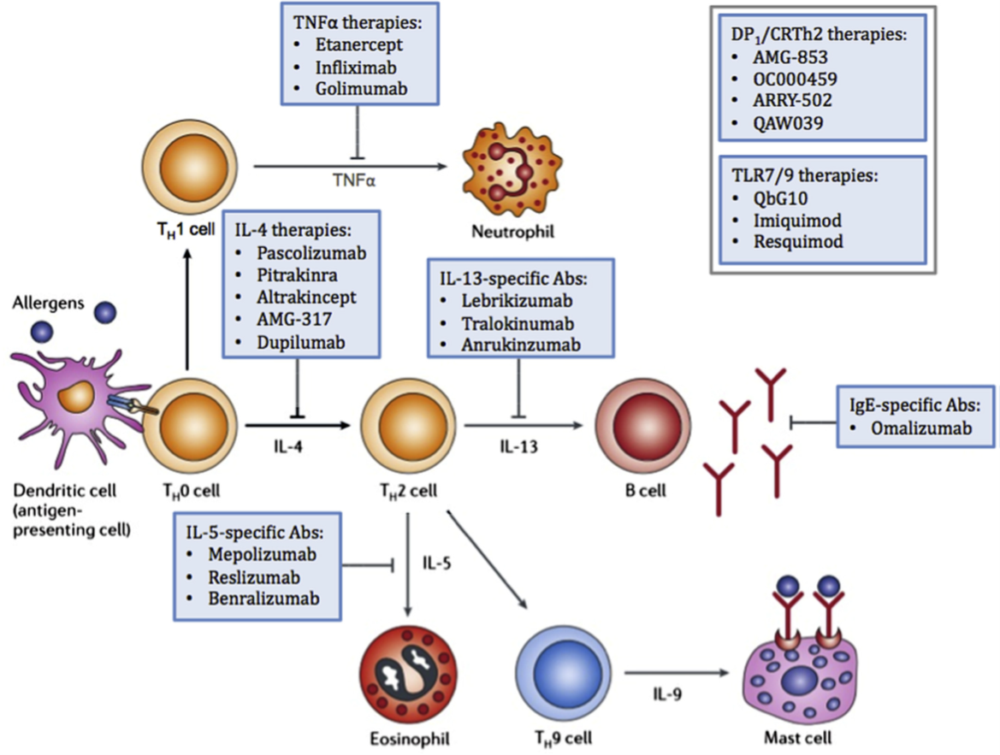 TNFα therapies:
• Etanercept
• Infliximab
• Golimumab
DP1/CRTh2 therapies:
• AMG-853
• OC000459
• ARRY-502
• QAW039
TLR7/9 therapies:
• QbG10
• Imiquimod
• Resquimod
TNFα
TH1 cell
Neutrophil
IL-4 therapies:
• Pascolizumab
• Pitrakinra
• Altrakincept
• AMG-317
• Dupilumab
IL-13-specific Abs:
• Lebrikizumab
• Tralokinumab
• Anrukinzumab
Allergens
IgE-specific Abs:
• Omalizumab
IL-4
IL-13
Dendritic cell
(antigen-
presenting cell)
TH0 cell
TH2 cell
B cell
IL-5-specific Abs:
• Mepolizumab
• Reslizumab
• Benralizumab
IL-5
IL-9
Eosinophil
TH9 cell
Mast cell